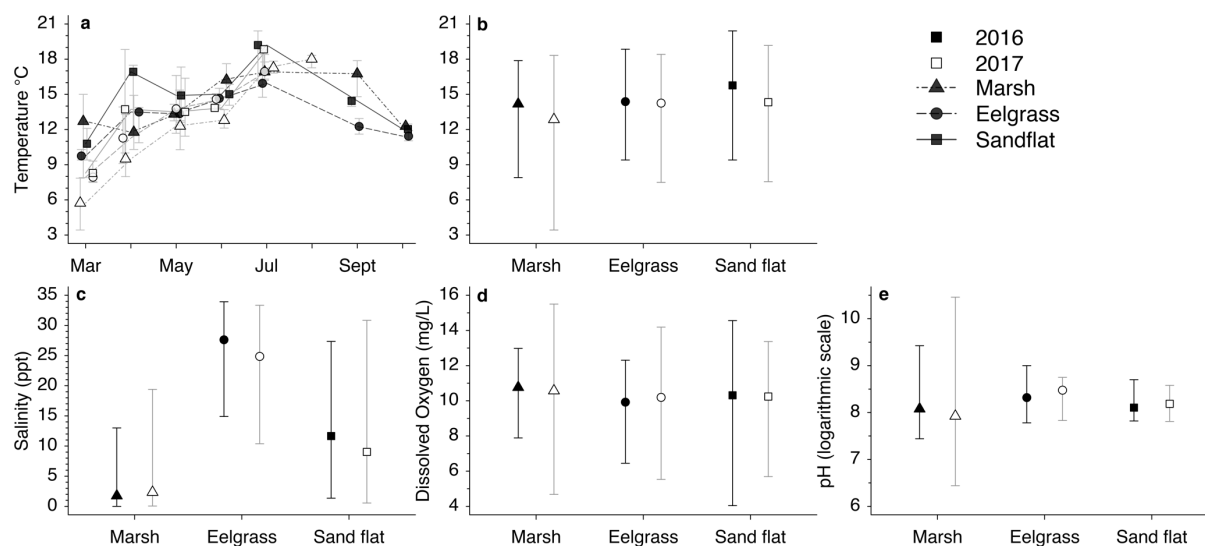 a
21
18
15
12
9
6
3
Temperature °C
Mar May Jul Sept
b
21
18
15
12
9
6
3
Marsh Eelgrass Sand flat
2016
2017
Marsh
Eelgrass
Sandflat
c
35
30
25
20
15
10
5
0
Salinity (ppt)
Marsh Eelgrass Sand flat
d
16
14
12
10
8
6
4
Dissolved Oxygen (mg/L)
Marsh Eelgrass Sand flat
e
10
9
8
7
6
pH (logarithmic scale)
Marsh Eelgrass Sand flat